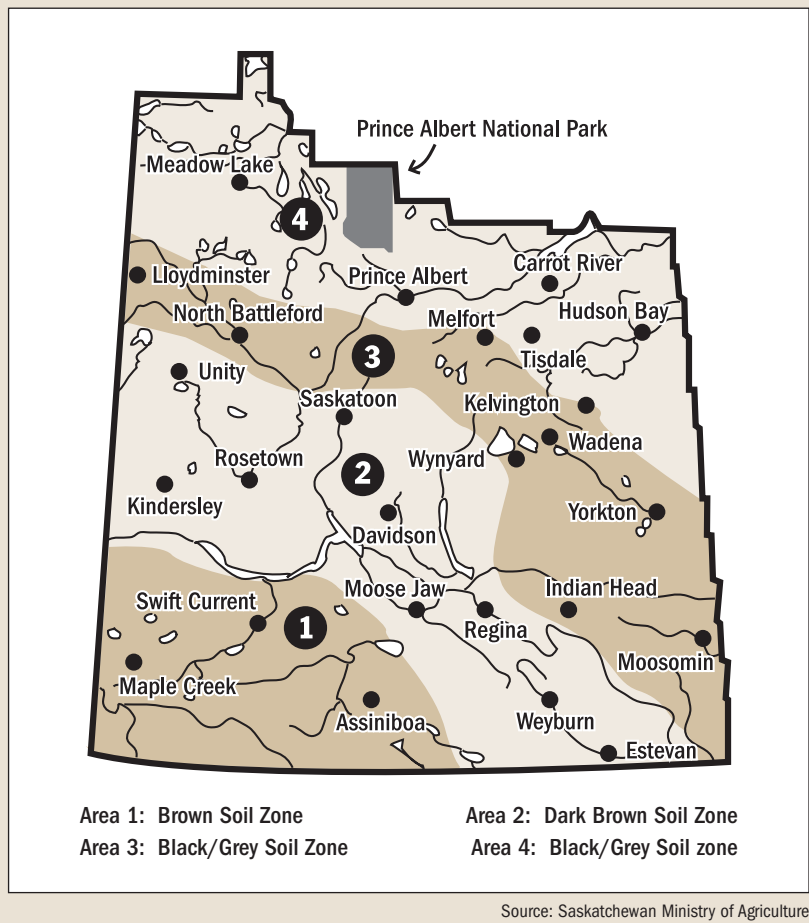 Prince Albert National Park
Meadow Lake
4
Lloydminster
Prince Albert
Carrot River
North Battleford
Melfort
Hudson Bay
3
Tisdale
Unity
Saskatoon
Kelvington
Wadena
Rosetown
2
Wynyard
Kindersley
Davidson
Yorkton
Swift Current
Moose Jaw
Indian Head
1
Regina
Moosomin
Maple Creek
Assiniboa
Weyburn
Estevan
Area 1: Brown Soil Zone
Area 2: Dark Brown Soil Zone
Area 3: Black/Grey Soil Zone
Area 4: Black/Grey Soil zone
Source: Saskatchewan Ministry of Agriculture